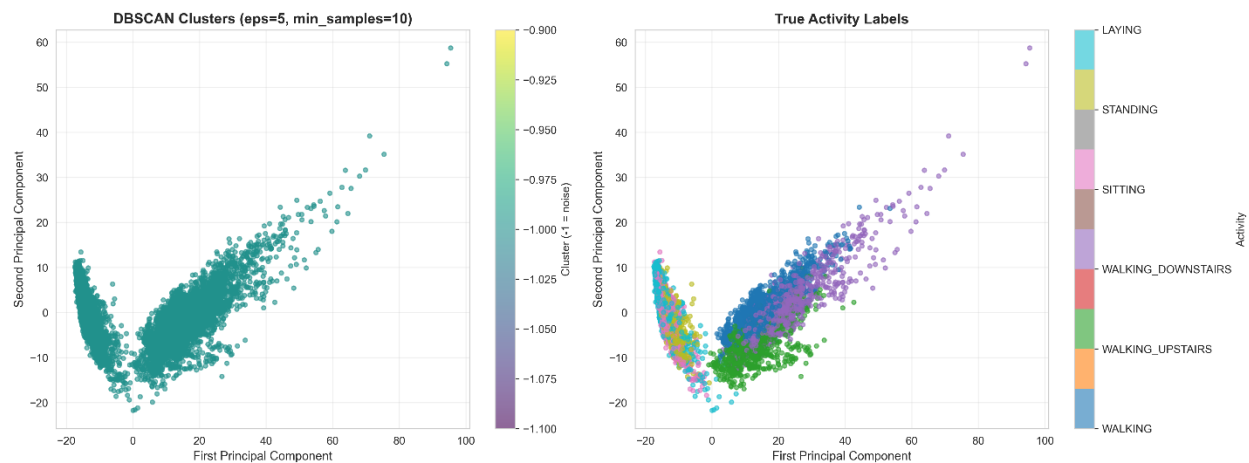 DBSCAN Clusters (eps=5, min_samples=10)
60
50
40
30
20
10
0
−10
−20
Second Principal Component
−20
0
20
40
60
80
100
First Principal Component
−0.900
−0.925
−0.950
−0.975
−1.000
−1.025
−1.050
−1.075
−1.100
Cluster (-1 = noise)
True Activity Labels
60
50
40
30
20
10
0
−10
−20
Second Principal Component
−20
0
20
40
60
80
100
First Principal Component
LAYING
STANDING
SITTING
WALKING_DOWNSTAIRS
WALKING_UPSTAIRS
WALKING
Activity